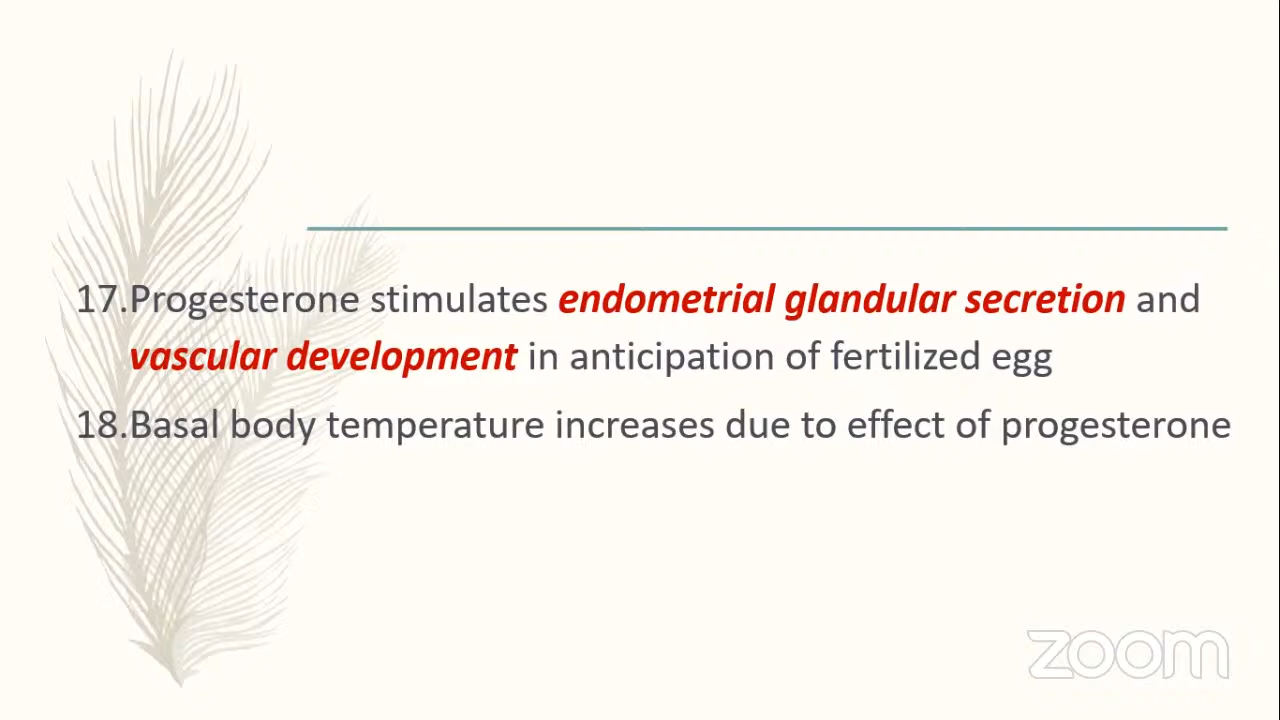 17.Progesterone stimulates endometrial glandular secretion and
vascular development in anticipation of fertilized egg
18.Basal body temperature increases due to effect of progesterone
zoom